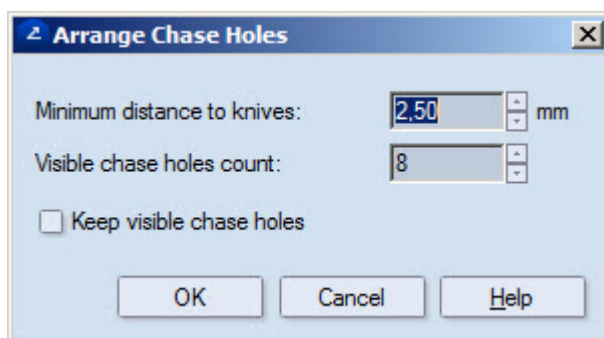 Arrange Chase Holes
Minimum distance to knives: 2,50 mm
Visible chase holes count: 8
Keep visible chase holes
OK Cancel Help